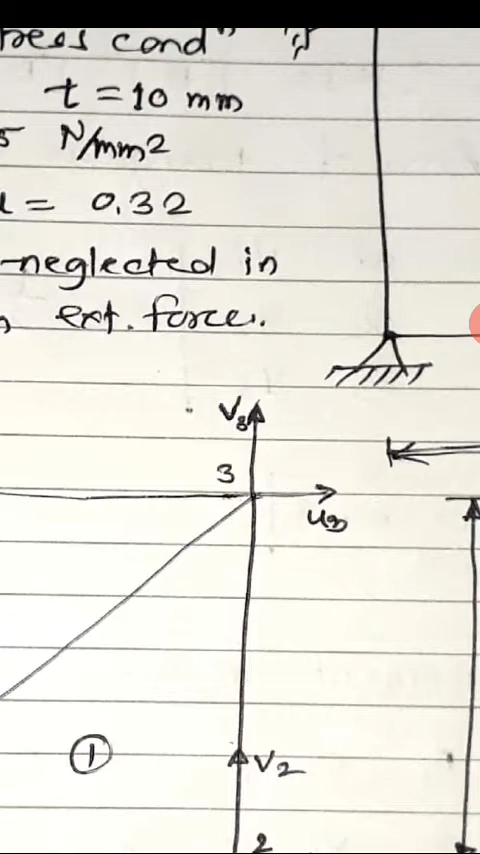 cond"
t = 10 mm
N/mm2
= 0.32
neglected in
ext. force.
V3
3
u3
①
V2
2